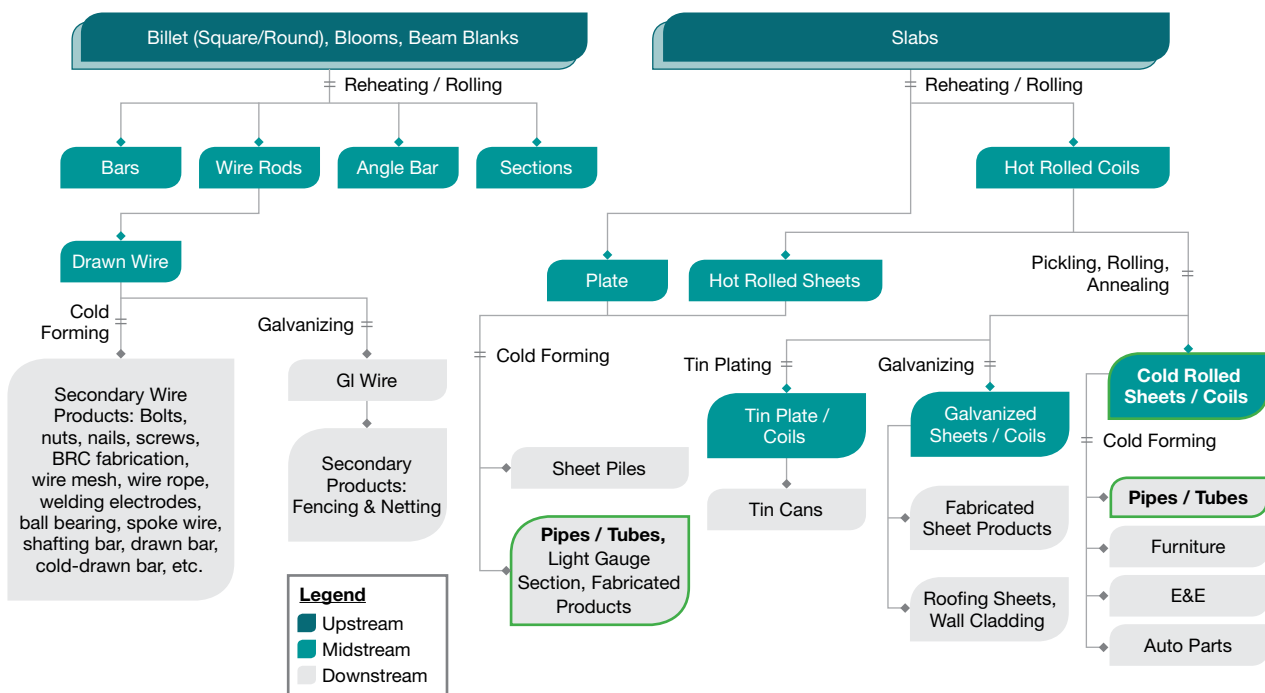 Billet (Square/Round), Blooms, Beam Blanks
Slabs
Reheating / Rolling
Reheating / Rolling
Bars
Wire Rods
Angle Bar
Sections
Hot Rolled Coils
Drawn Wire
Plate
Hot Rolled Sheets
Pickling, Rolling,
Annealing
Cold
Forming
Galvanizing
Cold Forming
Tin Plating
Galvanizing
Secondary Wire
Products: Bolts,
nuts, nails, screws,
BRC fabrication,
wire mesh, wire rope,
welding electrodes,
ball bearing, spoke wire,
shafting bar, drawn bar,
cold-drawn bar, etc.
GI Wire
Secondary
Products:
Fencing & Netting
Sheet Piles
Pipes / Tubes,
Light Gauge
Section, Fabricated
Products
Tin Plate /
Coils
Tin Cans
Galvanized
Sheets / Coils
Fabricated
Sheet Products
Roofing Sheets,
Wall Cladding
Cold Rolled
Sheets / Coils
Cold Forming
Pipes / Tubes
Furniture
E&E
Auto Parts
Legend
Upstream
Midstream
Downstream